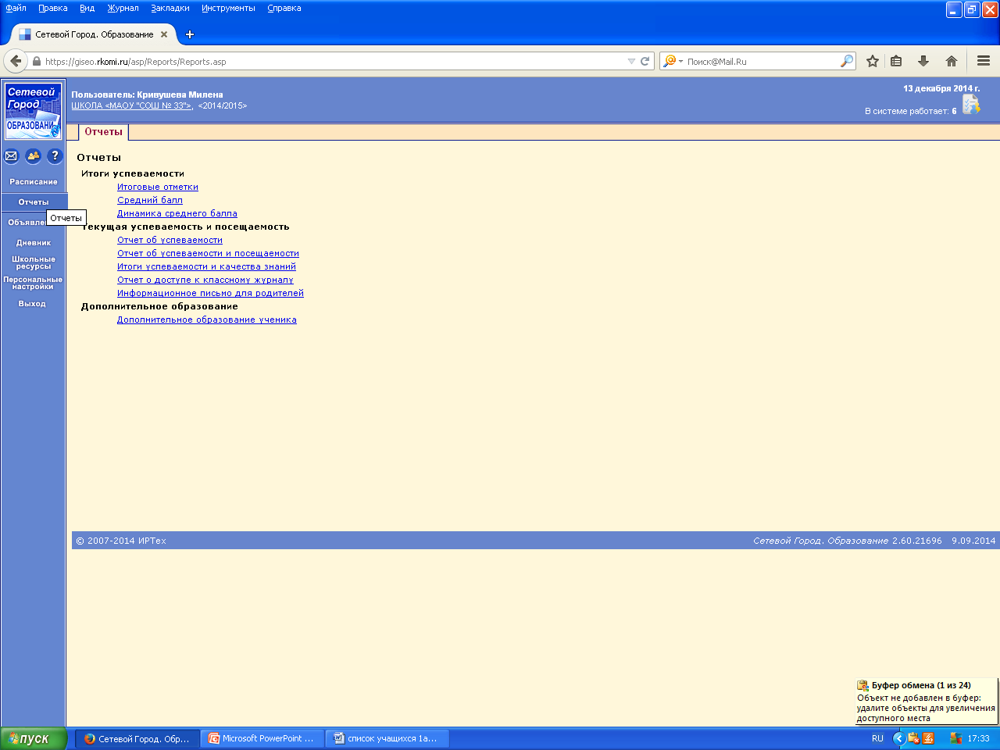 Файл Правка Вид Журнал Закладки Инструменты Справка
Сетевой Город. Образование
https://giseo.rkomi.ru/asp/Reports/Reports.asp
Поиск@Mail.Ru
Сетевой
Город
ОБРАЗОВАНИ
Пользователь: Кривушева Милена
ШКОЛА <МАОУ "СОШ № 33">, <2014/2015>
13 декабря 2014 г.
В системе работает: 6
Отчеты
Расписание
Отчеты
Отчеты
Объявле
Дневник
Школьные
ресурсы
Персональные
настройки
Выход
Отчеты
Итоги успеваемости
Итоговые отметки
Средний балл
Динамика среднего балла
Текущая успеваемость и посещаемость
Отчет об успеваемости
Отчет об успеваемости и посещаемости
Итоги успеваемости и качества знаний
Отчет о доступе к классному журналу
Информационное письмо для родителей
Дополнительное образование
Дополнительное образование ученика
© 2007-2014 ИРТех
Сетевой Город. Образование 2.60.21696 9.09.2014
Буфер обмена (1 из 24)
Объект не добавлен в буфер:
удалите объекты для увеличения
доступного места
пуск
Сетевой Город. Обр...
Microsoft PowerPoint ...
список учащихся 1а...
RU
17:33